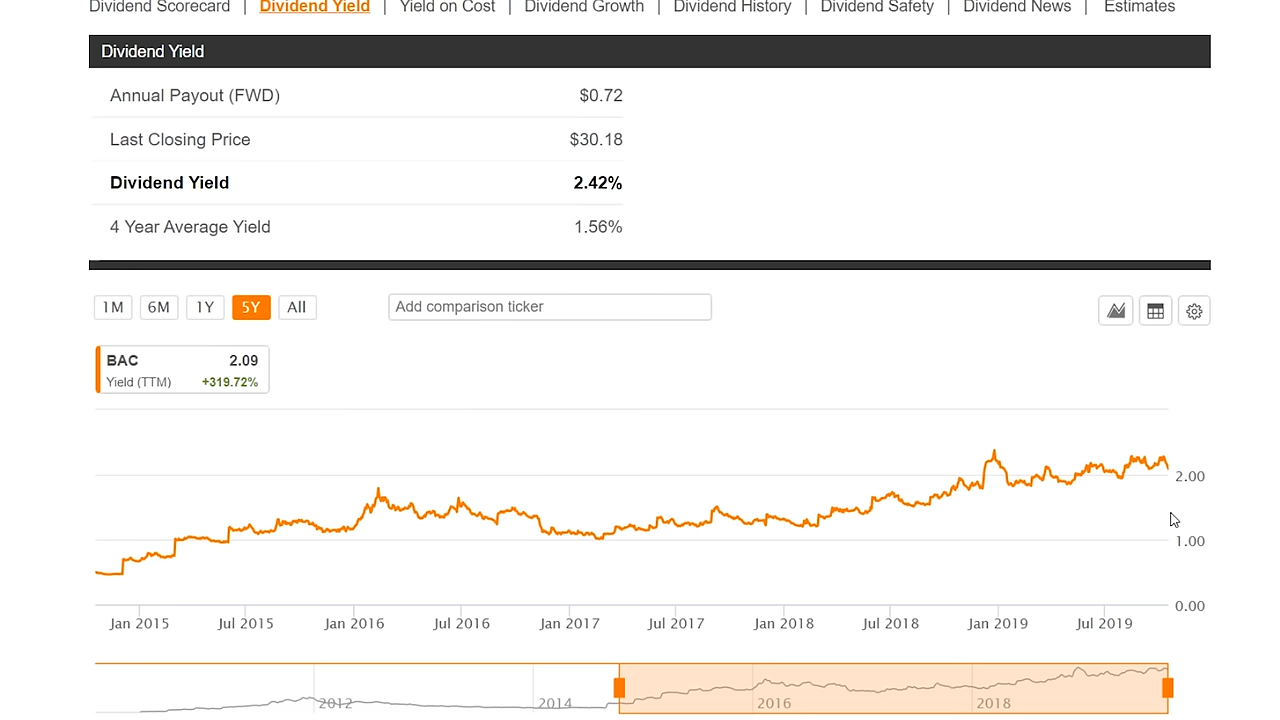 Dividend Scorecard | Dividend Yield | Yield on Cost | Dividend Growth | Dividend History | Dividend Safety | Dividend News | Estimates
Dividend Yield
Annual Payout (FWD) $0.72
Last Closing Price $30.18
Dividend Yield 2.42%
4 Year Average Yield 1.56%
1M 6M 1Y 5Y All Add comparison ticker
BAC 2.09
Yield (TTM) +319.72%
2.00
1.00
0.00
Jan 2015 Jul 2015 Jan 2016 Jul 2016 Jan 2017 Jul 2017 Jan 2018 Jul 2018 Jan 2019 Jul 2019
2012 2014 2016 2018